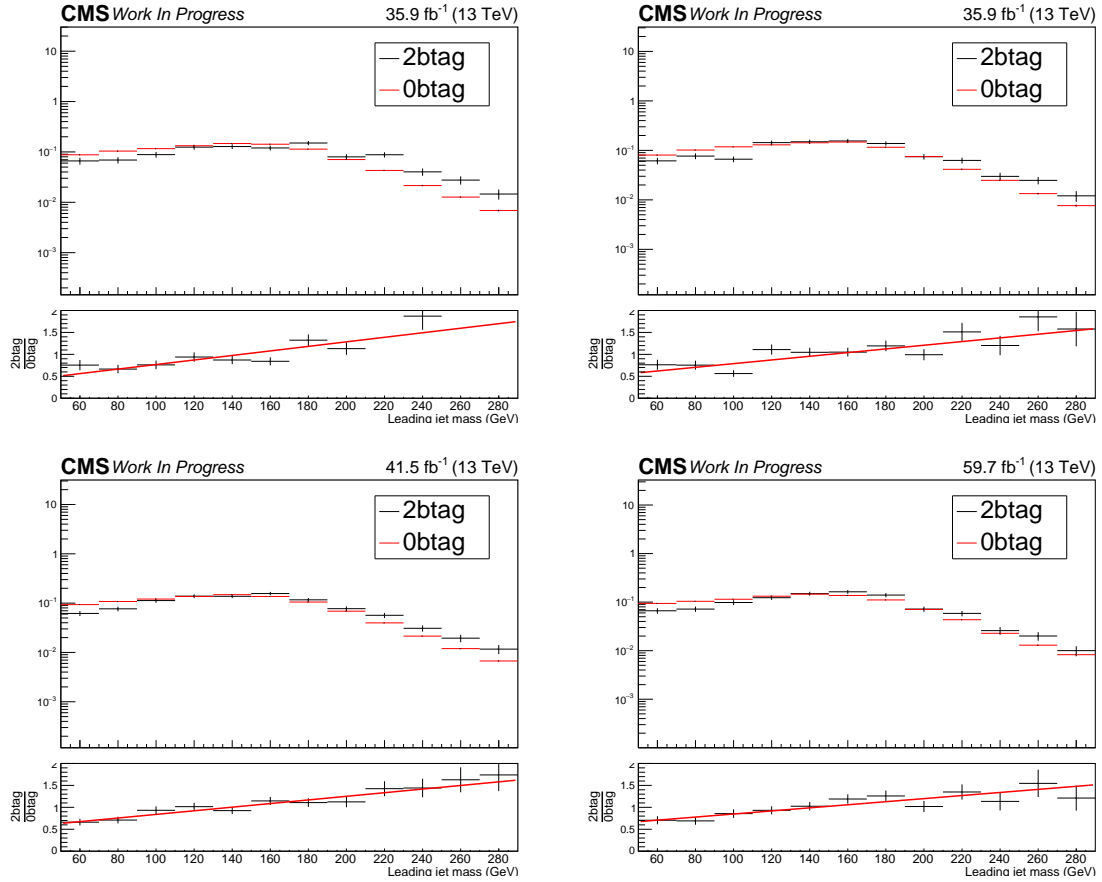 CMS Work In Progress 35.9 fb-1 (13 TeV)
10
1
10−1
10−2
10−3
2btag
0btag
2
1.5
1
0.5
0
2btag
0btag
60 80 100 120 140 160 180 200 220 240 260 280
Leading jet mass (GeV)
CMS Work In Progress 35.9 fb-1 (13 TeV)
10
1
10−1
10−2
10−3
2btag
0btag
2
1.5
1
0.5
0
2btag
0btag
60 80 100 120 140 160 180 200 220 240 260 280
Leading jet mass (GeV)
CMS Work In Progress 41.5 fb-1 (13 TeV)
10
1
10−1
10−2
10−3
2btag
0btag
2
1.5
1
0.5
0
2btag
0btag
60 80 100 120 140 160 180 200 220 240 260 280
Leading jet mass (GeV)
CMS Work In Progress 59.7 fb-1 (13 TeV)
10
1
10−1
10−2
10−3
2btag
0btag
2
1.5
1
0.5
0
2btag
0btag
60 80 100 120 140 160 180 200 220 240 260 280
Leading jet mass (GeV)